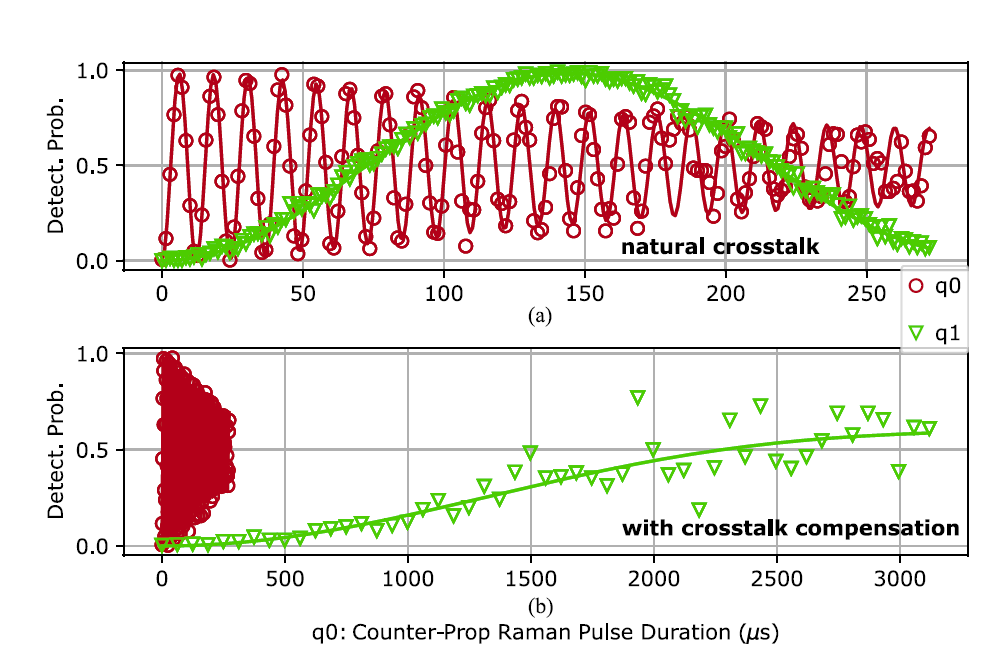 Detect. Prob.
1.0
0.5
0.0
natural crosstalk
0 50 100 150 200 250
(a)
q0
q1
Detect. Prob.
1.0
0.5
0.0
with crosstalk compensation
0 500 1000 1500 2000 2500 3000
(b)
q0: Counter-Prop Raman Pulse Duration (μs)